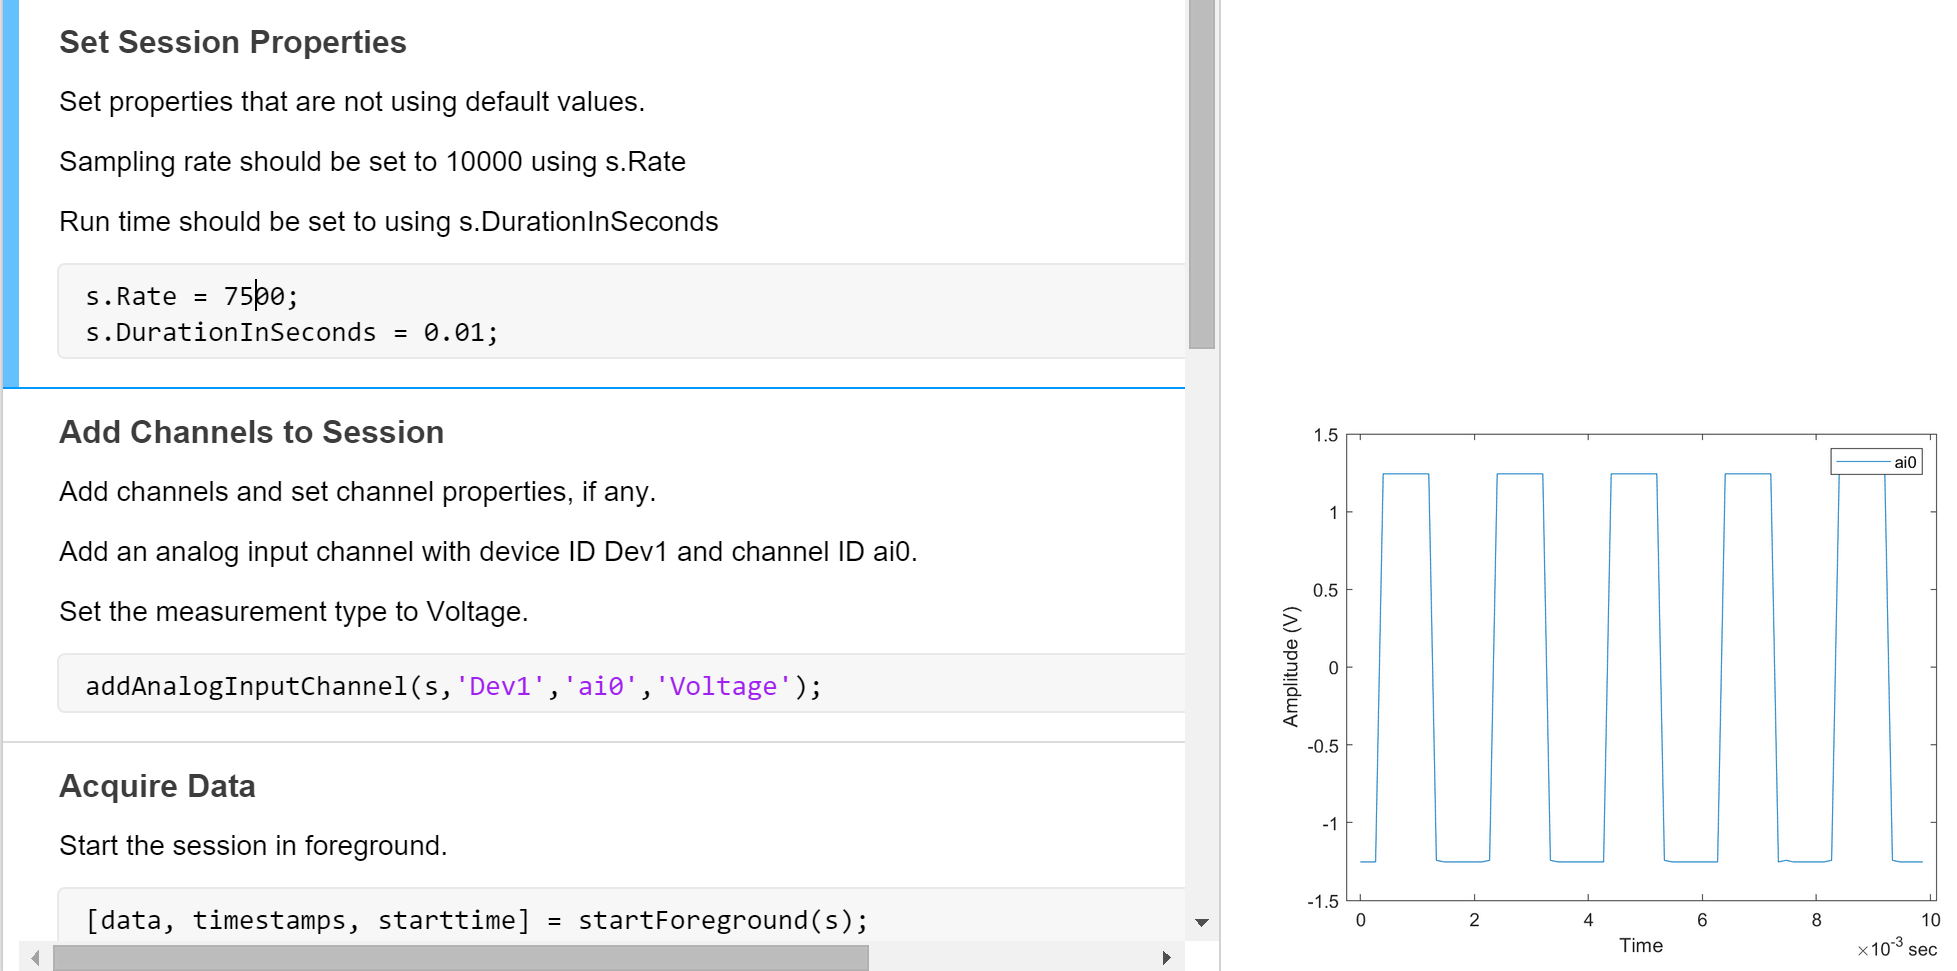 Set Session Properties
Set properties that are not using default values.
Sampling rate should be set to 10000 using s.Rate
Run time should be set to using s.DurationInSeconds
s.Rate = 7500;
s.DurationInSeconds = 0.01;
Add Channels to Session
Add channels and set channel properties, if any.
Add an analog input channel with device ID Dev1 and channel ID ai0.
Set the measurement type to Voltage.
addAnalogInputChannel(s,'Dev1','ai0','Voltage');
Acquire Data
Start the session in foreground.
[data, timestamps, starttime] = startForeground(s);
1.5
1
0.5
0
-0.5
-1
-1.5
Amplitude (V)
ai0
0 2 4 6 8 10
Time
×10-3 sec